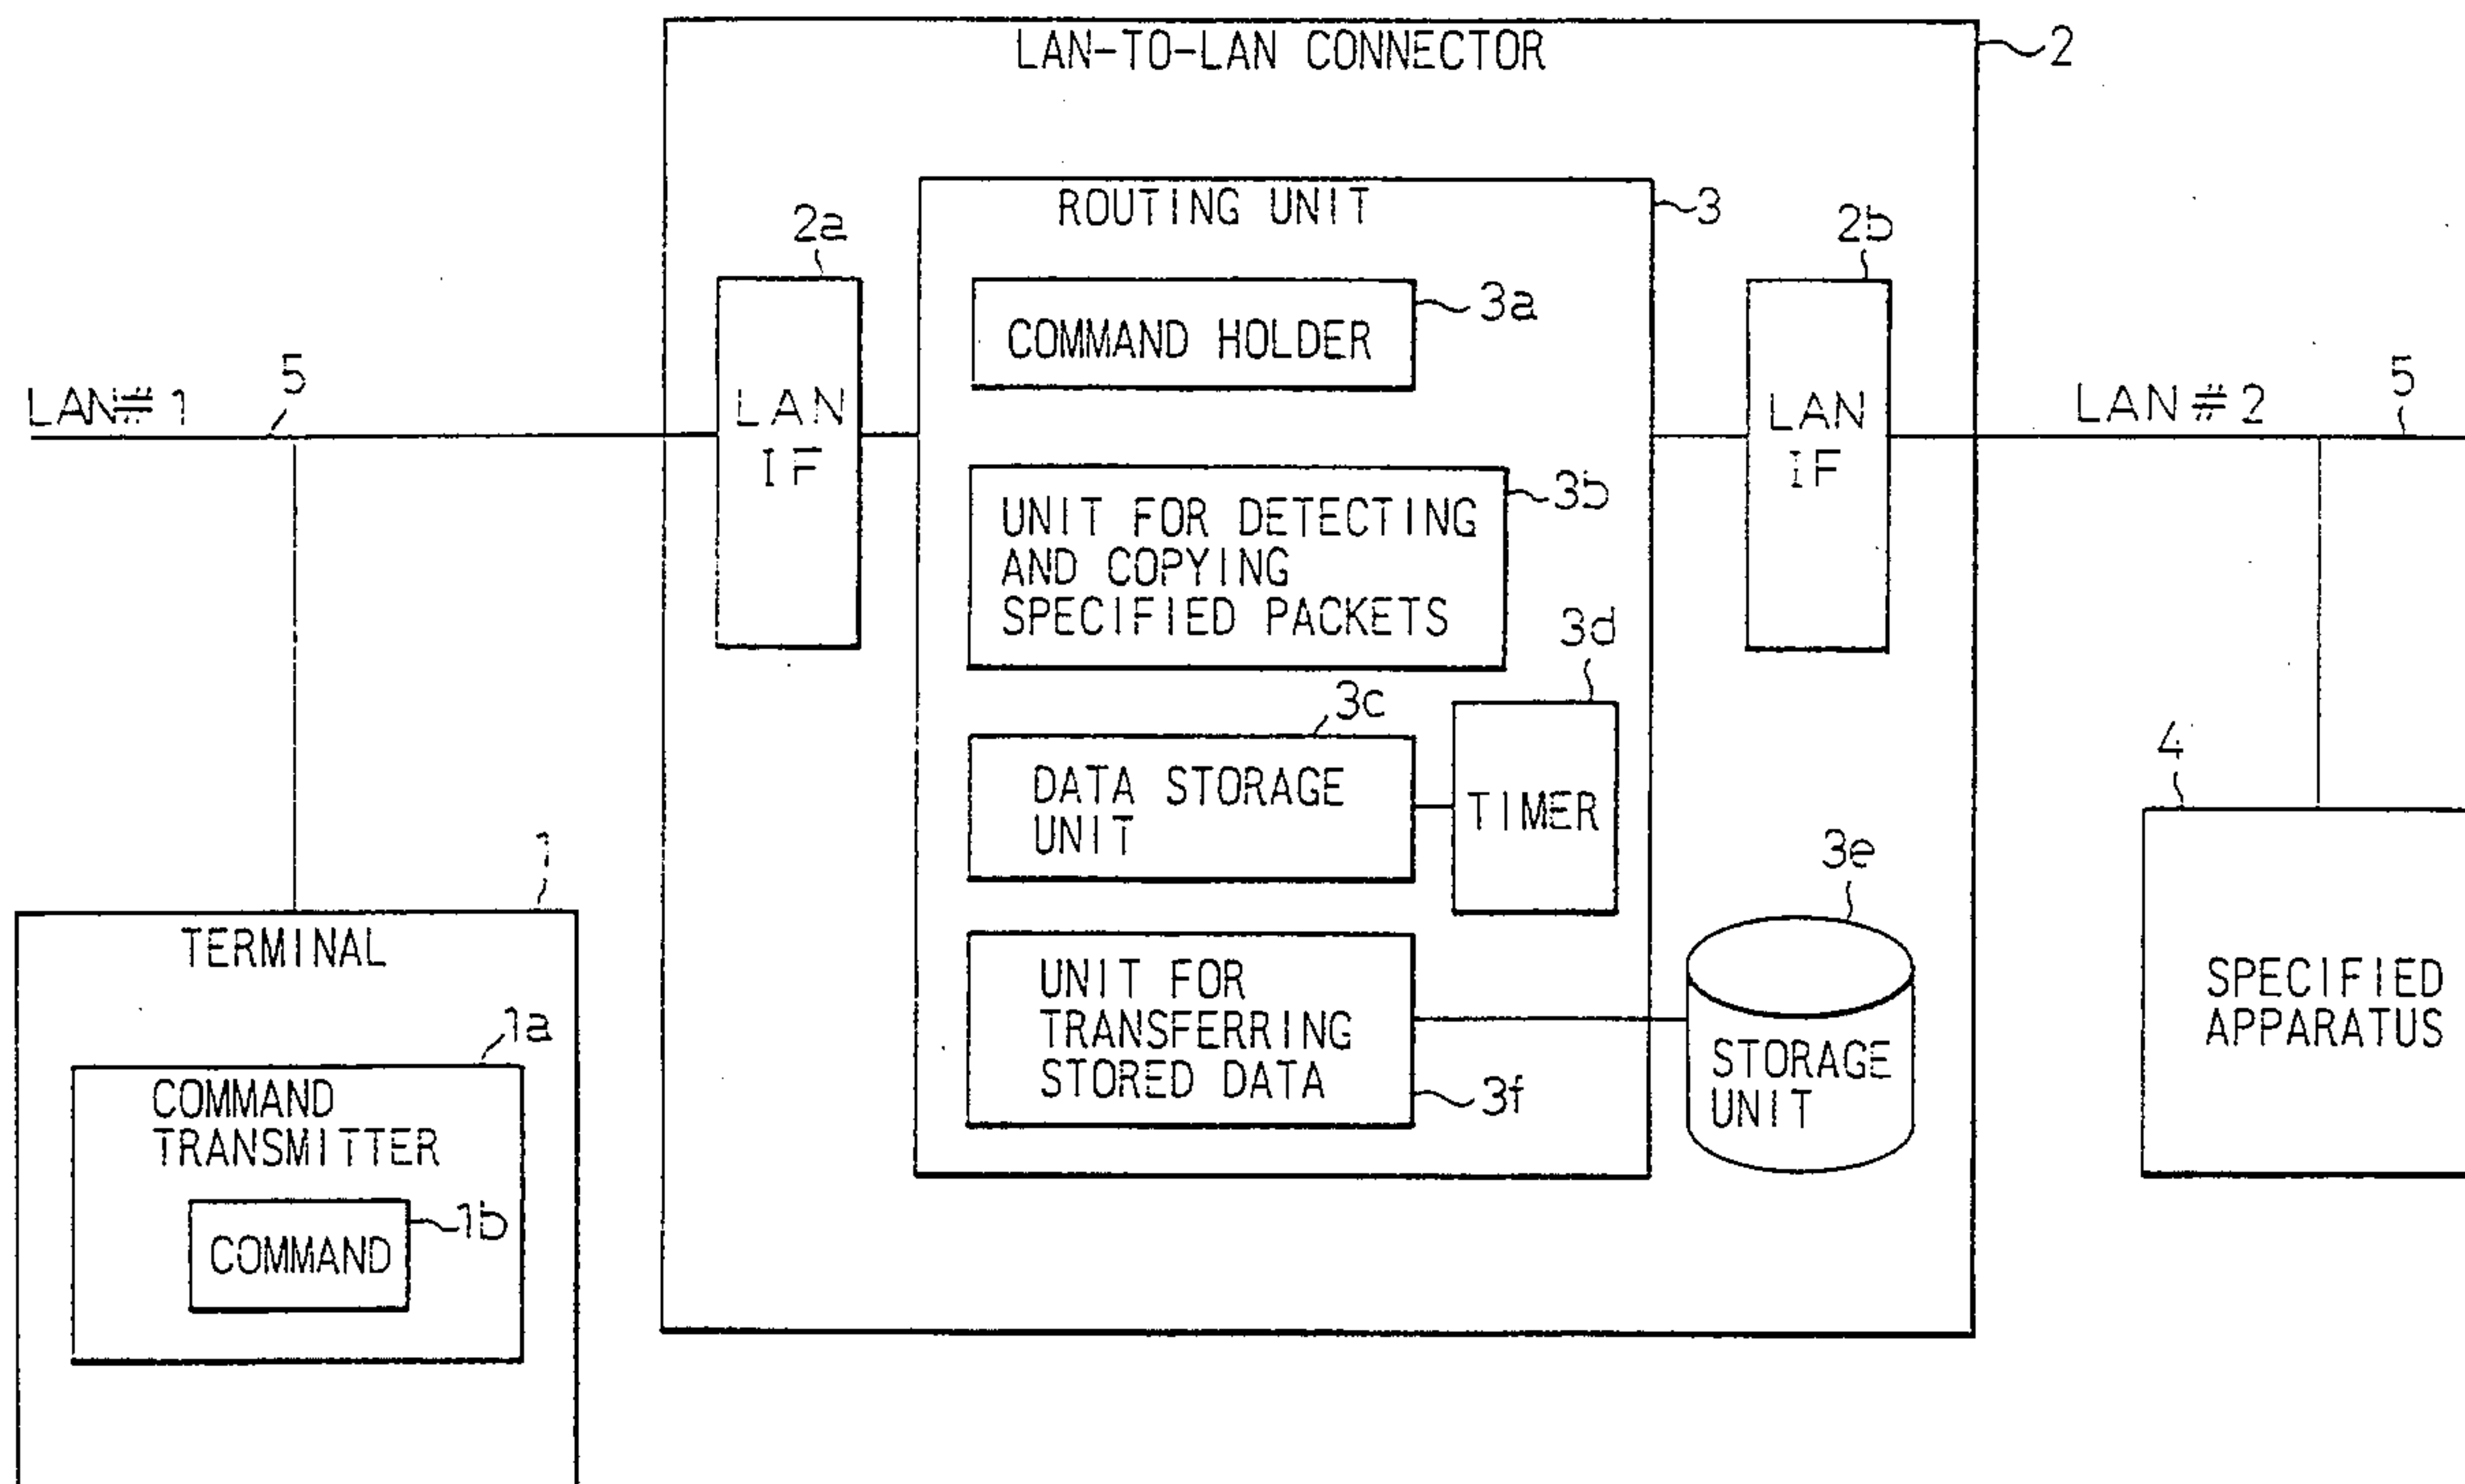 LAN-TO-LAN CONNECTOR
2
ROUTING UNIT
3
2a
2b
COMMAND HOLDER
3a
LAN#1
5
LAN
IF
LAN
IF
LAN#2
5
UNIT FOR DETECTING
AND COPYING
SPECIFIED PACKETS
3b
3d
3c
DATA STORAGE
UNIT
TIMER
4
1
3e
TERMINAL
UNIT FOR
TRANSFERRING
STORED DATA
3f
STORAGE
UNIT
SPECIFIED
APPARATUS
1a
COMMAND
TRANSMITTER
1b
COMMAND